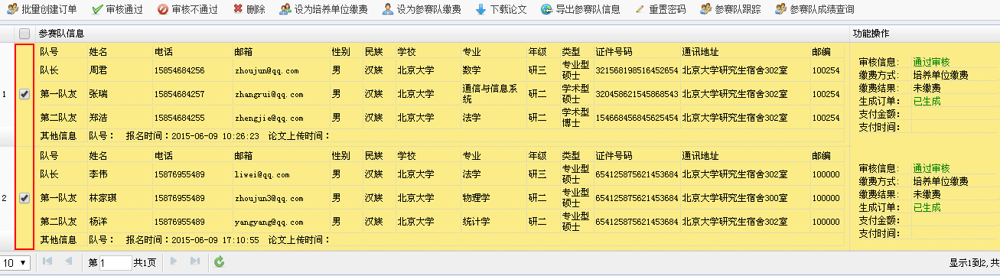 批量创建订单 审核通过 审核不通过 删除 设为培养单位缴费 设为参赛队缴费 下载论文 导出参赛队信息 重置密码 参赛队跟踪 参赛队成绩查询
参赛队信息 功能操作
1
队号 姓名 电话 邮箱 性别 民族 学校 专业 年级 类型 证件号码 通讯地址 邮编
队长 周君 15854684256 zhoujun@qq.com 男 汉族 北京大学 数学 研三 专业型硕士 321568198516452654 北京大学研究生宿舍302室 100254
第一队友 张瑞 15854684257 zhangrui@qq.com 男 汉族 北京大学 通信与信息系统 研二 学术型硕士 320458621545868543 北京大学研究生宿舍302室 100254
第二队友 郑洁 15854684255 zhengjie@qq.com 男 汉族 北京大学 法学 研二 学术型博士 154668456845625454 北京大学研究生宿舍302室 100254
其他信息 队号： 报名时间：2015-06-09 10:26:23 论文上传时间：
审核信息: 通过审核
缴费方式: 培养单位缴费
缴费结果: 未缴费
生成订单: 已生成
支付金额:
支付时间:
2
队号 姓名 电话 邮箱 性别 民族 学校 专业 年级 类型 证件号码 通讯地址 邮编
队长 李伟 15876955489 liwei@qq.com 男 汉族 北京大学 法学 研三 专业型硕士 654125875621453684 北京大学研究生宿舍302室 100000
第一队友 林家琪 15876955489 zhoujun3@qq.com 男 汉族 北京大学 物理学 研二 专业型硕士 654125875621453684 北京大学研究生宿舍300室 100000
第二队友 杨洋 15876955489 yangyang@qq.com 男 汉族 北京大学 统计学 研二 专业型硕士 654125875621453684 北京大学研究生宿舍302室 100000
其他信息 队号： 报名时间：2015-06-09 17:10:55 论文上传时间：
审核信息: 通过审核
缴费方式: 培养单位缴费
缴费结果: 未缴费
生成订单: 已生成
支付金额:
支付时间:
10 第 1 共1页 显示1到2,共